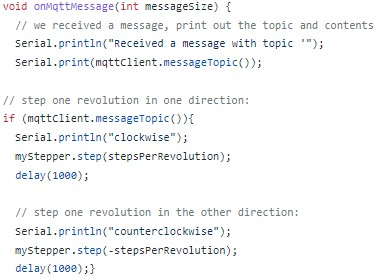 void onMqttMessage(int messageSize) {
  // we received a message, print out the topic and contents
  Serial.println("Received a message with topic '");
  Serial.print(mqttClient.messageTopic());
// step one revolution in one direction:
if (mqttClient.messageTopic()){
  Serial.println("clockwise");
  myStepper.step(stepsPerRevolution);
  delay(1000);
  // step one revolution in the other direction:
  Serial.println("counterclockwise");
  myStepper.step(-stepsPerRevolution);
  delay(1000);}